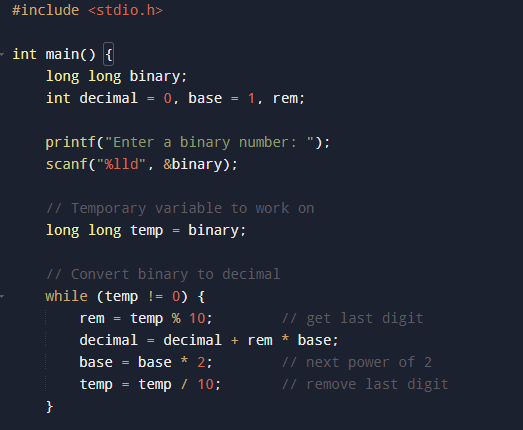 #include <stdio.h>
int main() {
long long binary;
int decimal = 0, base = 1, rem;
printf("Enter a binary number: ");
scanf("%lld", &binary);
// Temporary variable to work on
long long temp = binary;
// Convert binary to decimal
while (temp != 0) {
rem = temp % 10; // get last digit
decimal = decimal + rem * base;
base = base * 2; // next power of 2
temp = temp / 10; // remove last digit
}